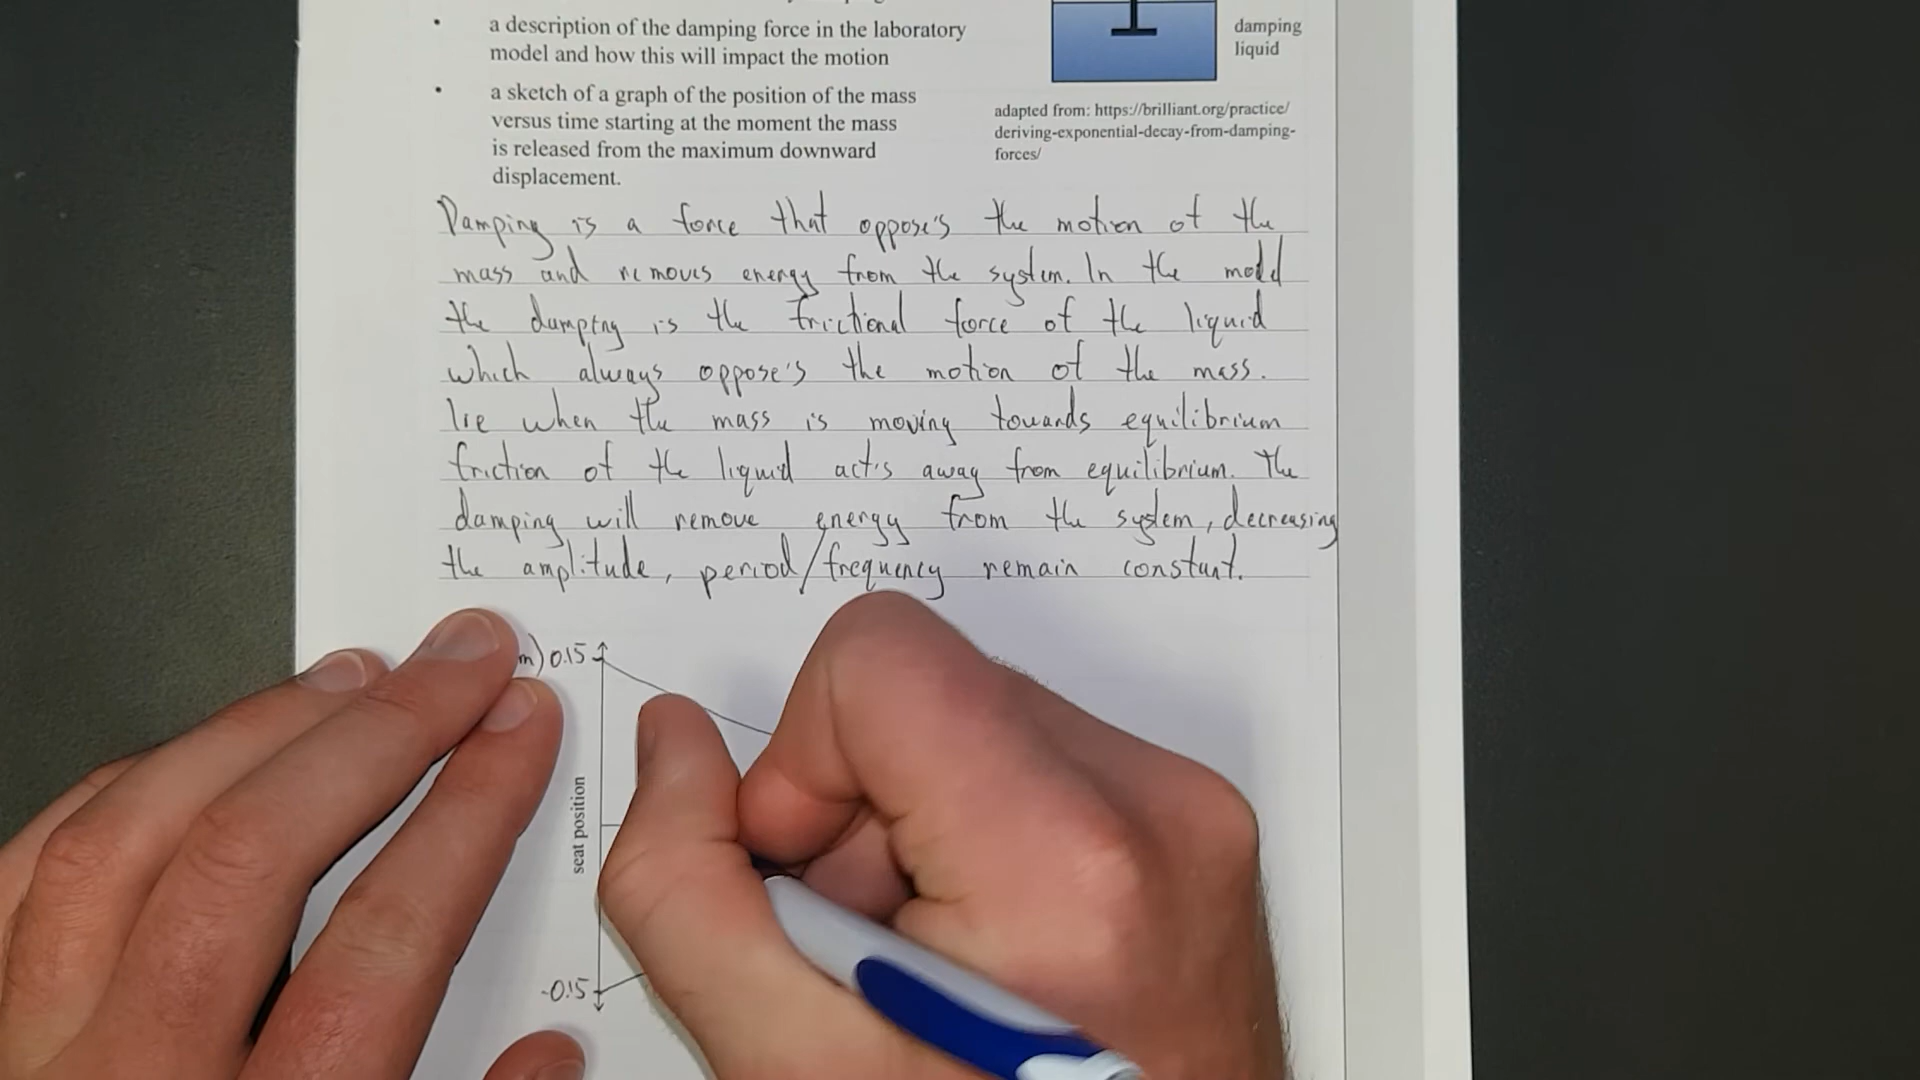 a description of the damping force in the laboratory
model and how this will impact the motion
a sketch of a graph of the position of the mass
versus time starting at the moment the mass
is released from the maximum downward
displacement.
damping
liquid
adapted from: https://brilliant.org/practice/
deriving-exponential-decay-from-damping-
forces/
Damping is a force that oppose's the motion of the
mass and removes energy from the system. In the model
the damping is the frictional force of the liquid
which always oppose's the motion of the mass.
Ie when the mass is moving towards equilibrium
friction of the liquid acts away from equilibrium. The
damping will remove energy from the system, decreasing
the amplitude, period/frequency remain constant.
m) 0.15
seat position
-0.15